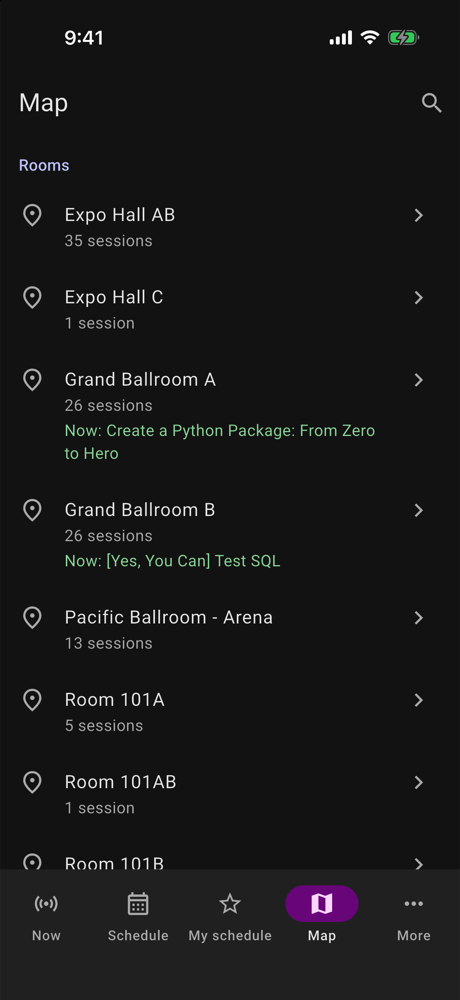 9:41
Map
Rooms
Expo Hall AB
35 sessions
Expo Hall C
1 session
Grand Ballroom A
26 sessions
Now: Create a Python Package: From Zero
to Hero
Grand Ballroom B
26 sessions
Now: [Yes, You Can] Test SQL
Pacific Ballroom - Arena
13 sessions
Room 101A
5 sessions
Room 101AB
1 session
Room 101B
Now
Schedule
My schedule
Map
More